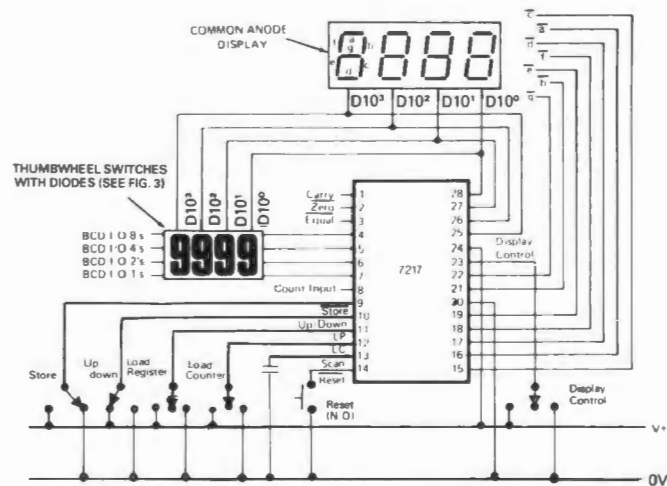 COMMON ANODE
DISPLAY
f a b
g
e d c
D10³ D10² D10¹ D10⁰
c
a
d
f
e
b
g
THUMBWHEEL SWITCHES
WITH DIODES (SEE FIG. 3)
D10³
D10²
D10¹
D10⁰
9999
BCD I O 8's
BCD I O 4's
BCD I O 2's
BCD I O 1s
Carry
Zero
Equal
Count Input
Store
Up Down
LP
LC
Scan
Reset
1
2
3
4
5
6
7
8
9
10
11
12
13
14
7217
28
27
26
25
24
23
22
21
20
19
18
17
16
15
Display
Control
Store
Up
down
Load
Register
Load
Counter
Reset
(N O)
Display
Control
V+
0V